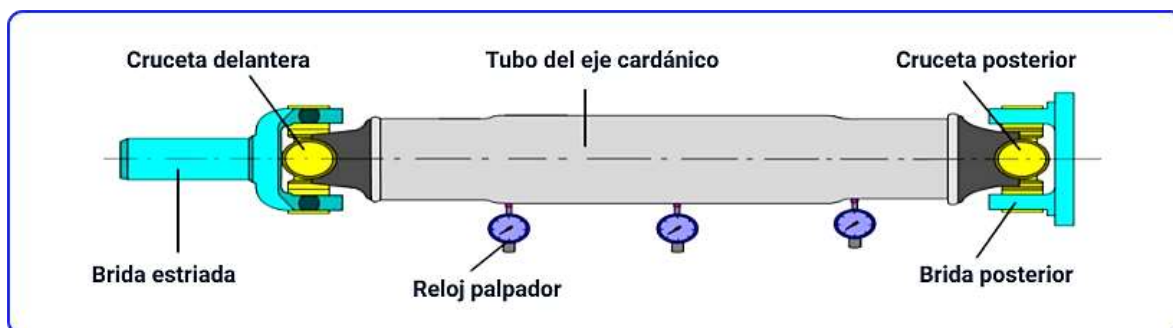 Cruceta delantera
Tubo del eje cardánico
Cruceta posterior
Brida estriada
Reloj palpador
Brida posterior